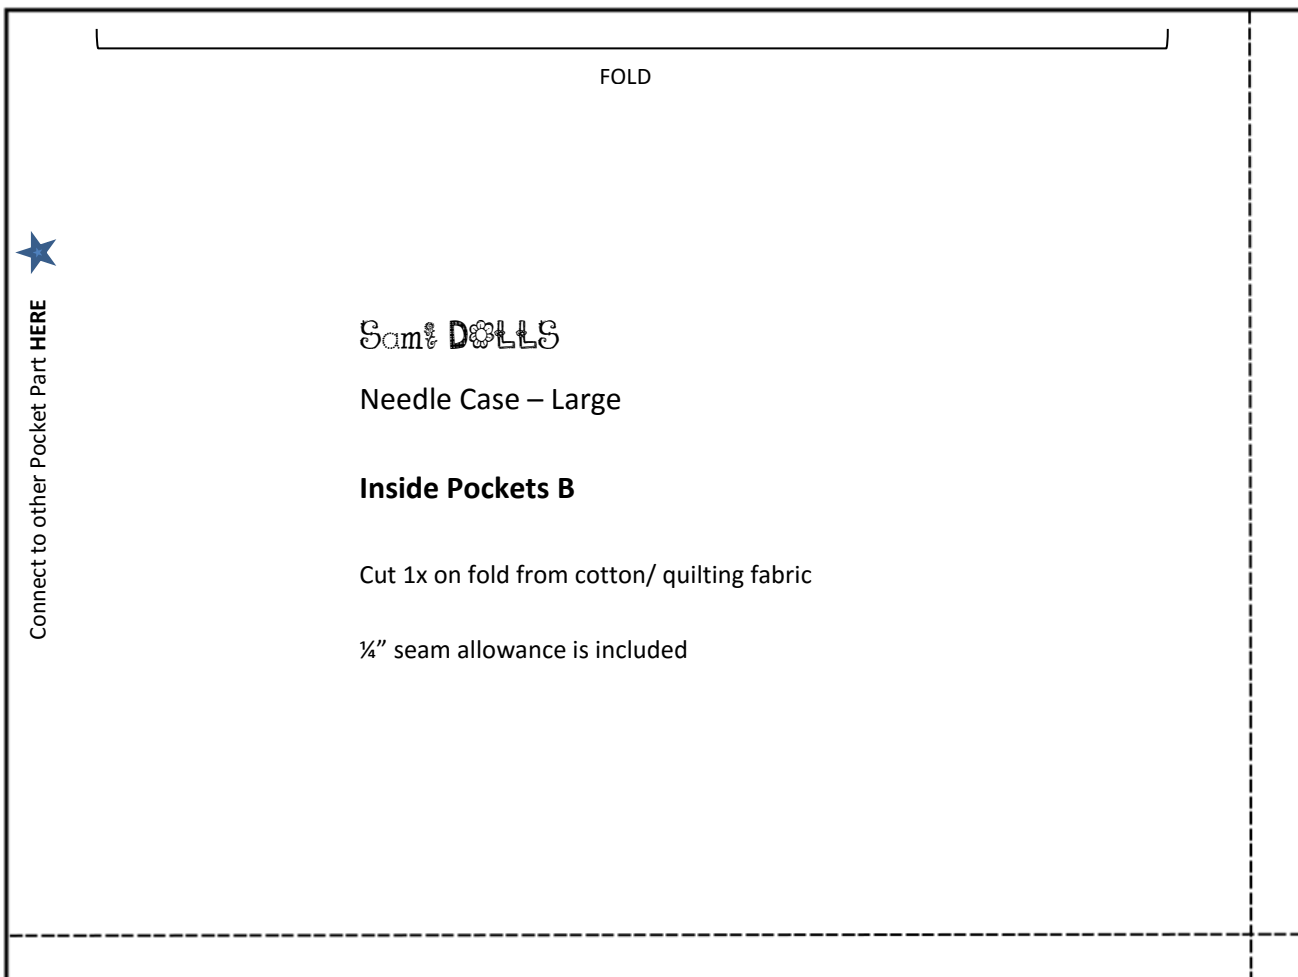 FOLD
Connect to other Pocket Part HERE
Sami DOLLS
Needle Case – Large
Inside Pockets B
Cut 1x on fold from cotton/ quilting fabric
¼” seam allowance is included